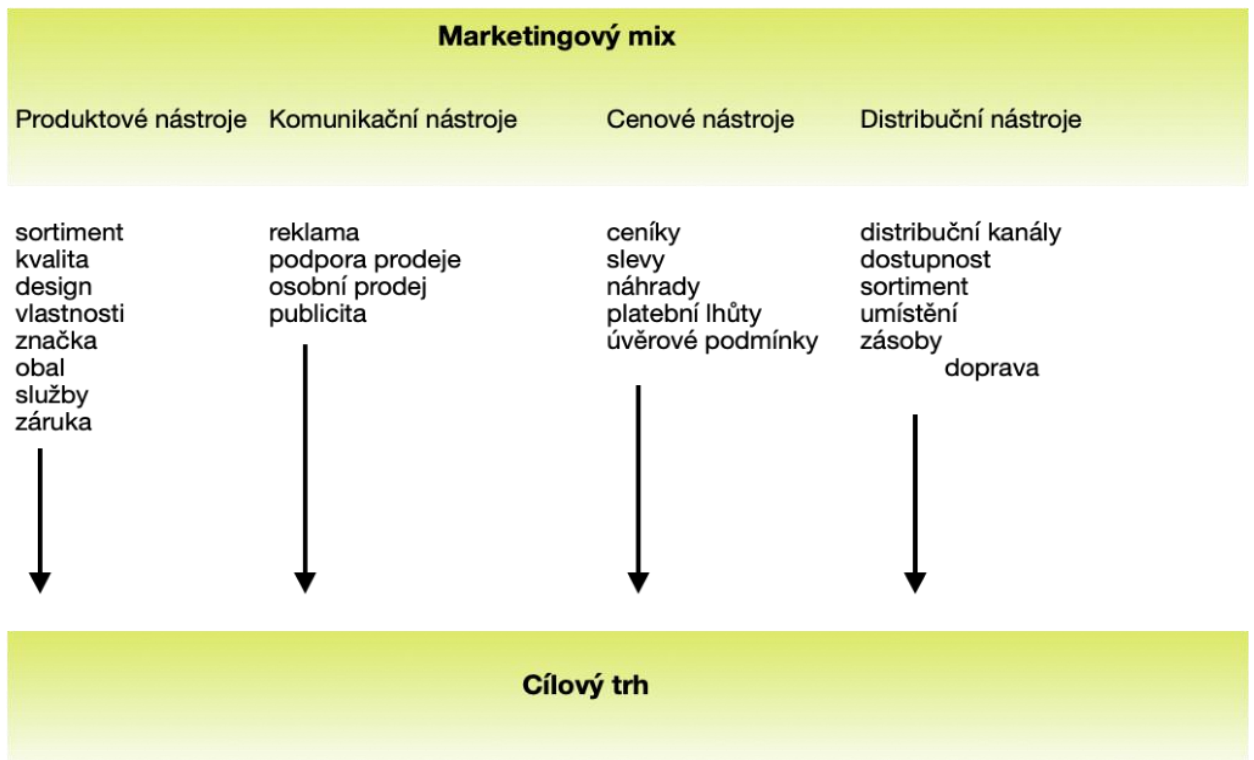 Marketingový mix
Produktové nástroje Komunikační nástroje Cenové nástroje Distribuční nástroje
sortiment
kvalita
design
vlastnosti
značka
obal
služby
záruka
reklama
podpora prodeje
osobní prodej
publicita
ceníky
slevy
náhrady
platební lhůty
úvěrové podmínky
distribuční kanály
dostupnost
sortiment
umístění
zásoby
doprava
Cílový trh